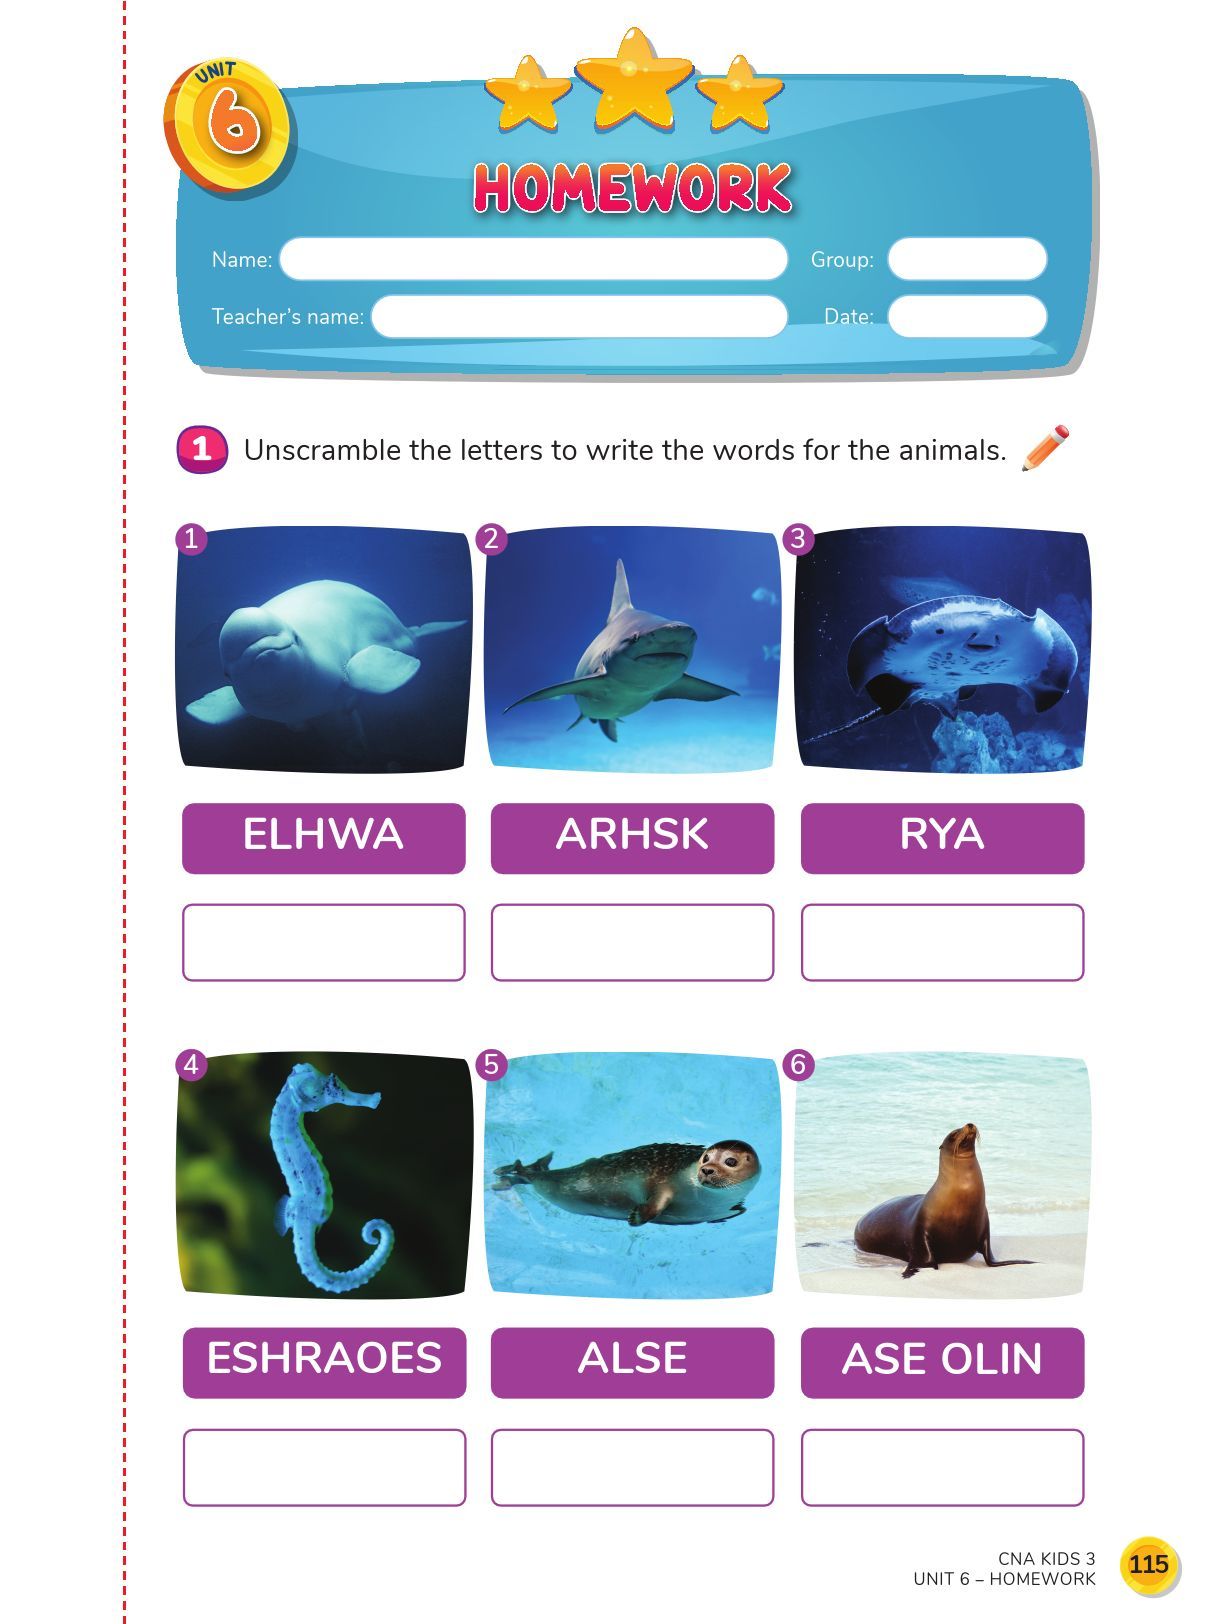 UNIT
6
HOMEWORK
Name:
Group:
Teacher's name:
Date:
1 Unscramble the letters to write the words for the animals.
1
2
3
ELHWA
ARHSK
RYA
4
5
6
ESHRAOES
ALSE
ASE OLIN
CNA KIDS 3
UNIT 6 – HOMEWORK
115